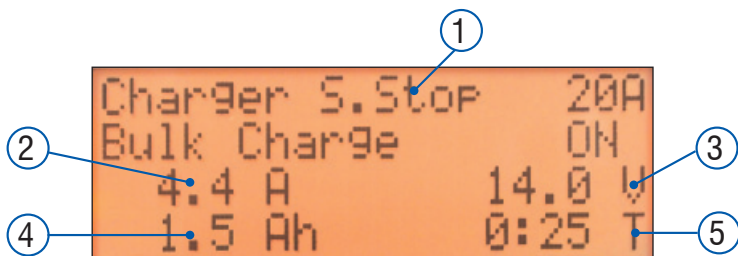 1
Charger S.Stop 20A
Bulk Charge ON
2 4.4 A 14.0 V 3
4 1.5 Ah 0:25 T 5